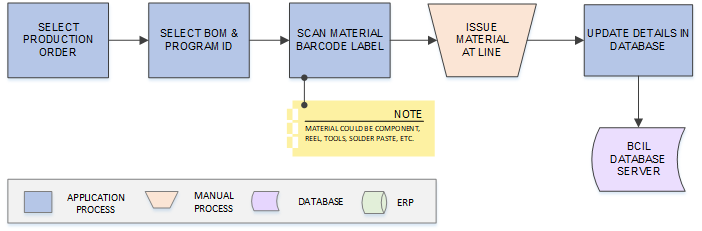 SELECT
PRODUCTION
ORDER
SELECT BOM &
PROGRAM ID
SCAN MATERIAL
BARCODE LABEL
ISSUE
MATERIAL
AT LINE
UPDATE DETAILS IN
DATABASE
NOTE
MATERIAL COULD BE COMPONENT,
REEL, TOOLS, SOLDER PASTE, ETC.
BCIL
DATABASE
SERVER
APPLICATION
PROCESS
MANUAL
PROCESS
DATABASE
ERP